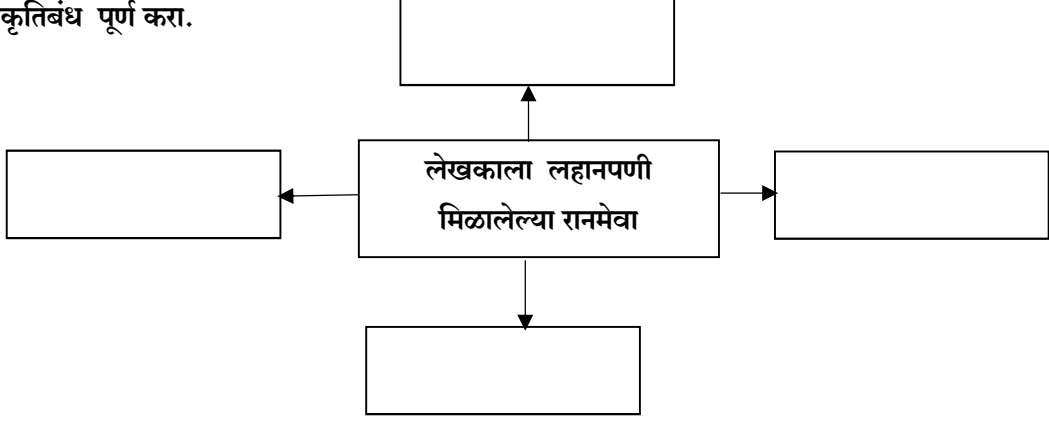 कृतिबंध पूर्ण करा.
लेखकाला लहानपणी
मिळालेल्या रानमेवा